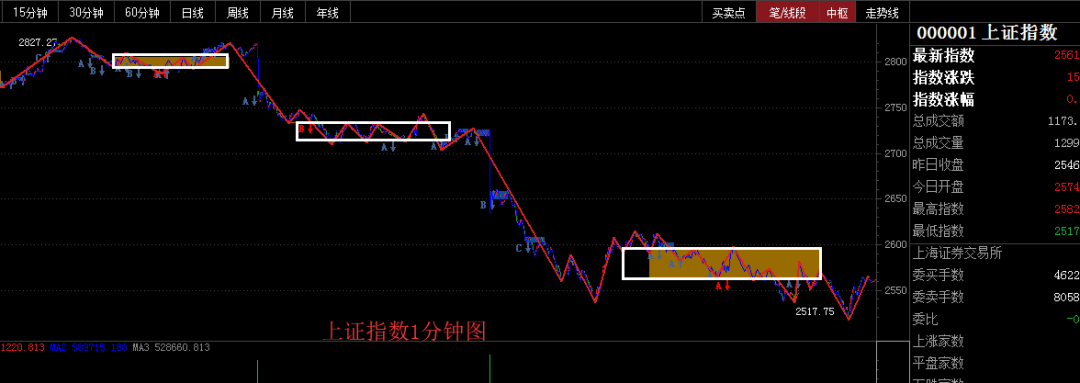 15分钟 30分钟 60分钟 日线 周线 月线 年线 买卖点 笔/线段 中枢 走势线
000001 上证指数
最新指数 2561
指数涨跌 15
指数涨幅 0.
总成交额 1173.
总成交量 1299
昨日收盘 2546
今日开盘 2574
最高指数 2582
最低指数 2517
上海证券交易所
委买手数 4622
委卖手数 8058
委比 -0
上涨家数
平盘家数
2827.27
2800
2750
2700
2650
2600
2550
C
A
B
A
B
A
A
B
A
A
A
B
C
A
A
A
A
2517.75
上证指数1分钟图
1220.813 MA2 589715.188 MA3 528660.813